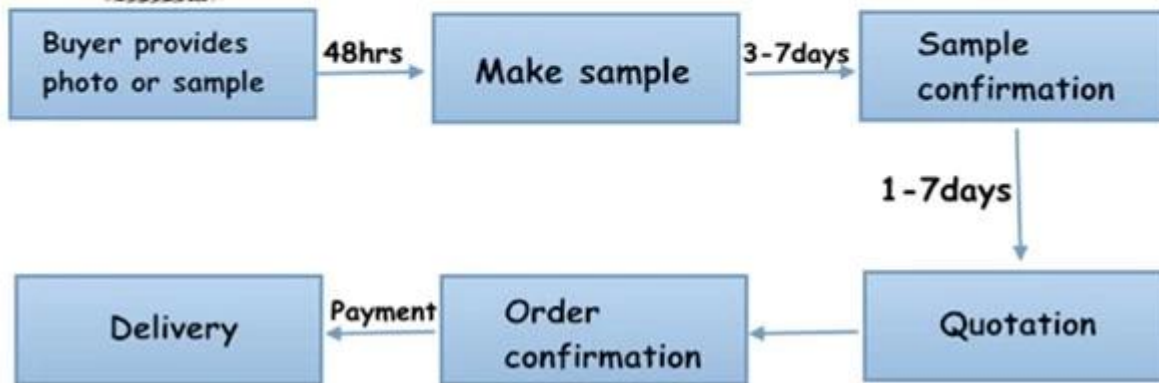 Buyer provides
photo or sample
48hrs
Make sample
3-7days
Sample
confirmation
1-7days
Quotation
Order
confirmation
Payment
Delivery